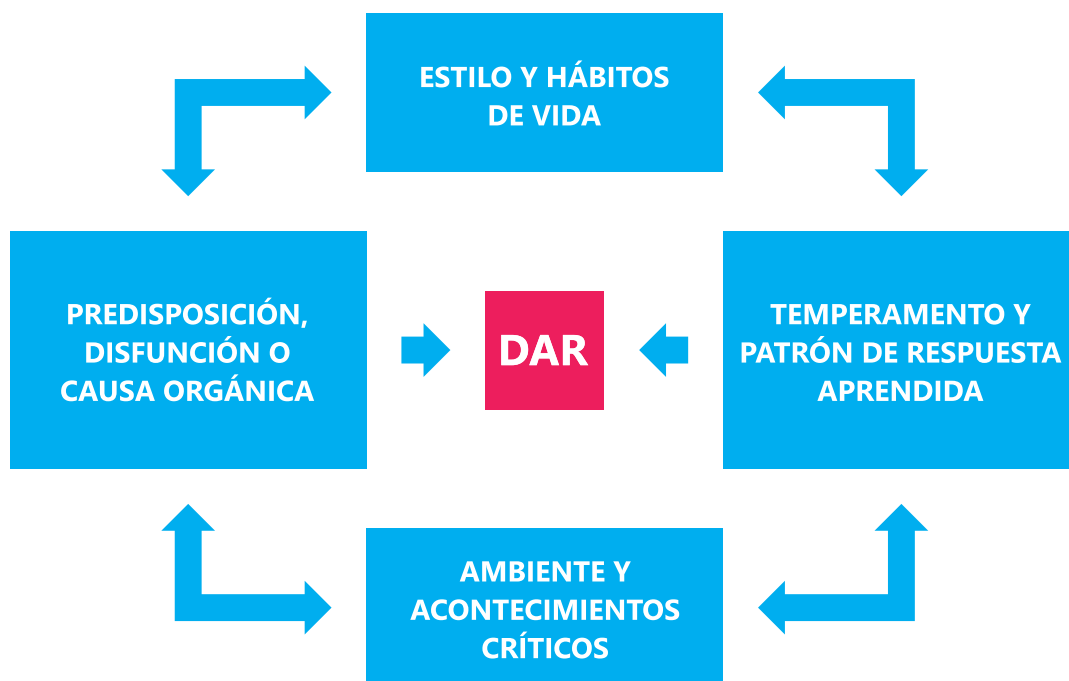 ESTILO Y HÁBITOS
DE VIDA
PREDISPOSICIÓN,
DISFUNCIÓN O
CAUSA ORGÁNICA
DAR
TEMPERAMENTO Y
PATRÓN DE RESPUESTA
APRENDIDA
AMBIENTE Y
ACONTECIMIENTOS
CRÍTICOS